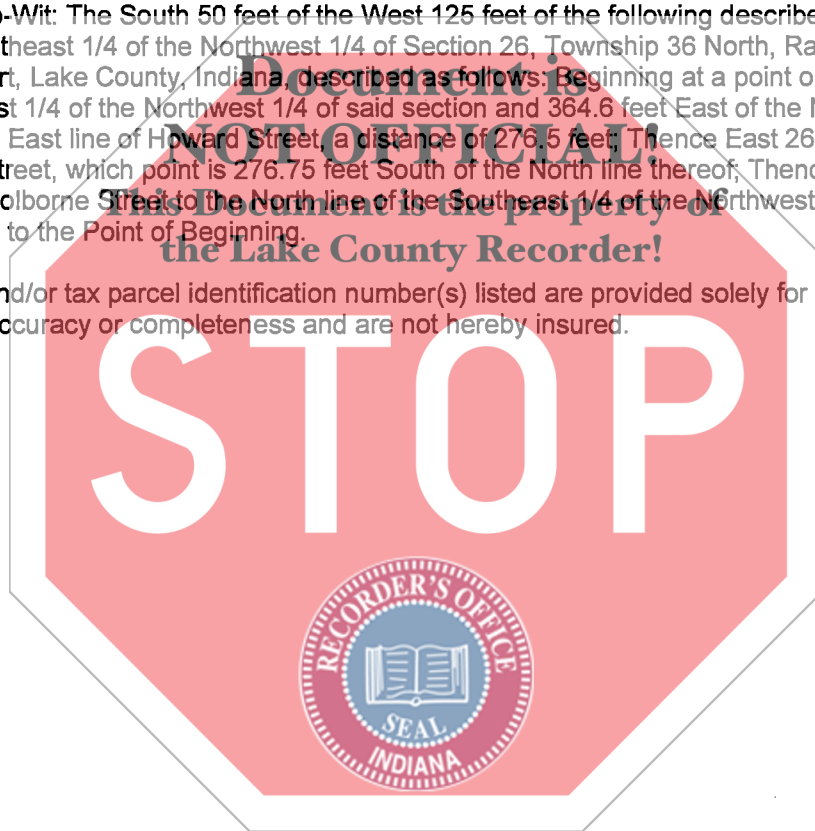 o-Wit: The South 50 feet of the West 125 feet of the following describe
theast 1/4 of the Northwest 1/4 of Section 26, Township 36 North, Ra
rt, Lake County, Indiana, described as follows: Beginning at a point o
st 1/4 of the Northwest 1/4 of said section and 364.6 feet East of the N
East line of Howard Street, a distance of 276.5 feet; Thence East 26
treet, which point is 276.75 feet South of the North line thereof; Thenc
olborne Street to the North line of the Southeast 1/4 of the Northwest
to the Point of Beginning.
nd/or tax parcel identification number(s) listed are provided solely for
ccuracy or completeness and are not hereby insured.
Document is
NOT OFFICIAL!
This Document is the property of
the Lake County Recorder!
STOP
RECORDER'S OFFICE
SEAL
INDIANA